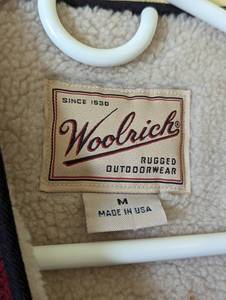 SINCE 1830
Woolrich®
RUGGED
OUTDOORWEAR
M
MADE IN USA